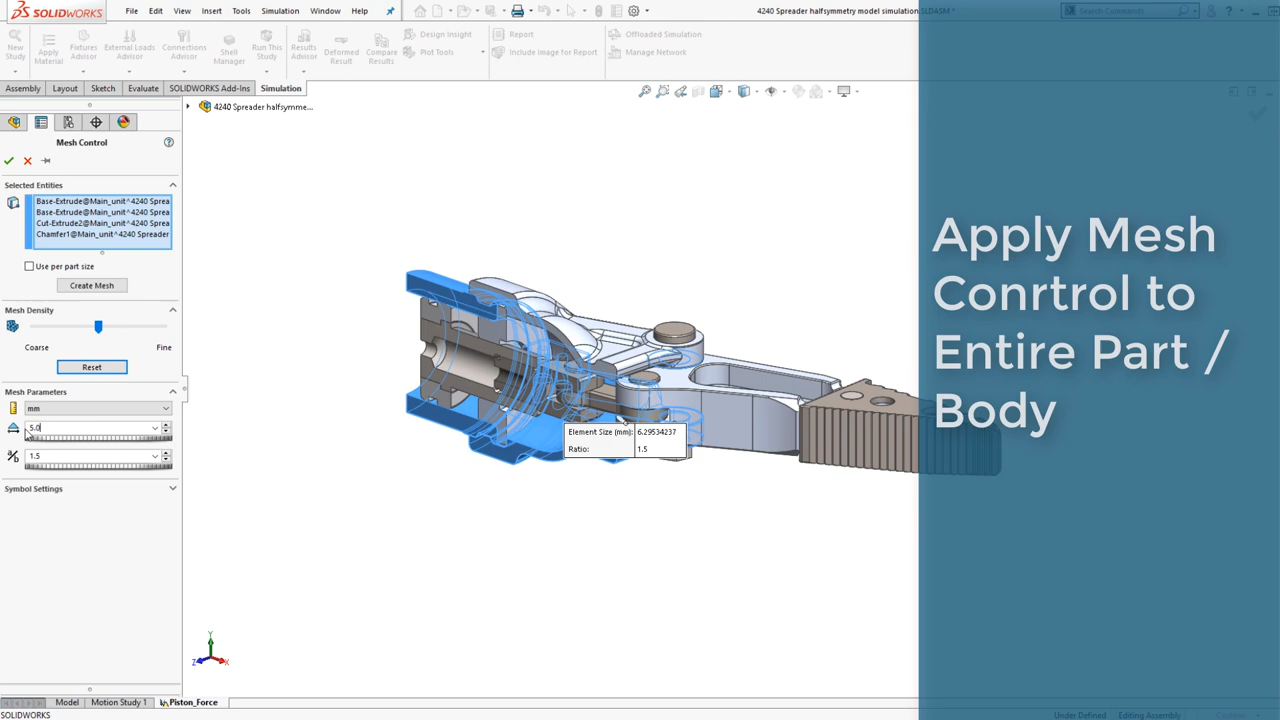 SOLIDWORKS
File
Edit
View
Insert
Tools
Simulation
Window
Help
4240 Spreader halfsymmetry model simulation.SLDASM *
Search Commands
New Study
Apply Material
Fixtures Advisor
External Loads Advisor
Connections Advisor
Shell Manager
Run This Study
Results Advisor
Deformed Result
Compare Results
Design Insight
Plot Tools
Report
Include Image for Report
Offloaded Simulation
Manage Network
Assembly
Layout
Sketch
Evaluate
SOLIDWORKS Add-Ins
Simulation
4240 Spreader halfsymme...
Mesh Control
Selected Entities
Base-Extrude@Main_unit^4240 Sprea
Base-Extrude@Main_unit^4240 Sprea
Cut-Extrude2@Main_unit^4240 Sprea
Chamfer1@Main_unit^4240 Spreader
Use per part size
Create Mesh
Mesh Density
Coarse
Fine
Reset
Mesh Parameters
mm
5.0
1.5
Symbol Settings
Element Size (mm): 6.29534237
Ratio: 1.5
Apply Mesh
Conrtrol to
Entire Part /
Body
Y
Z
X
Model
Motion Study 1
Piston_Force
SOLIDWORKS
Under Defined
Editing Assembly